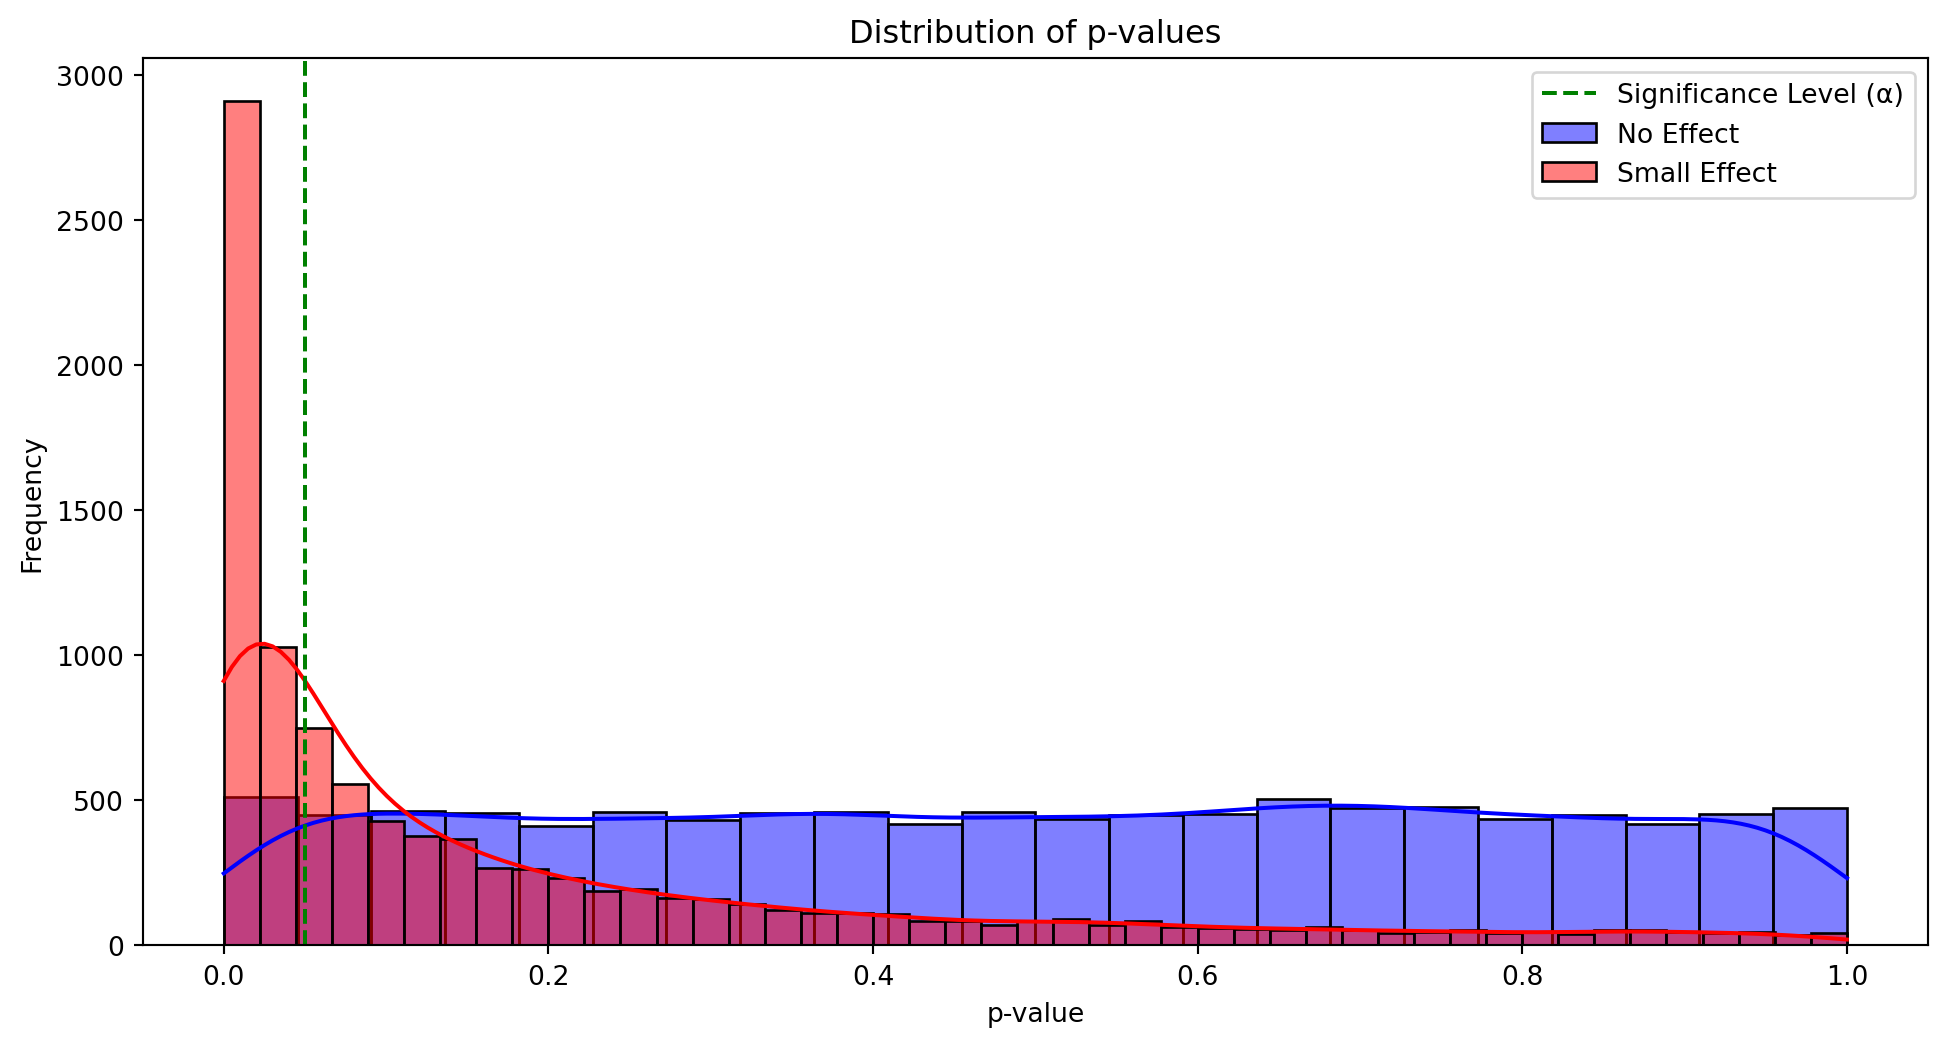 Distribution of p-values
3000
2500
2000
1500
1000
500
0
Frequency
Significance Level (α)
No Effect
Small Effect
0.0 0.2 0.4 0.6 0.8 1.0
p-value